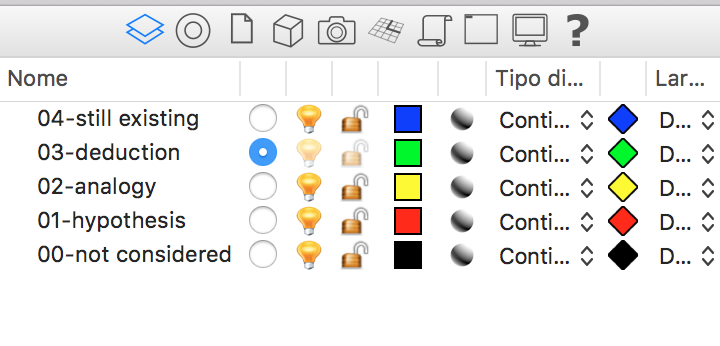 ?
Nome Tipo di... Lar...
04-still existing Conti... D...
03-deduction Conti... D...
02-analogy Conti... D...
01-hypothesis Conti... D...
00-not considered Conti... D...